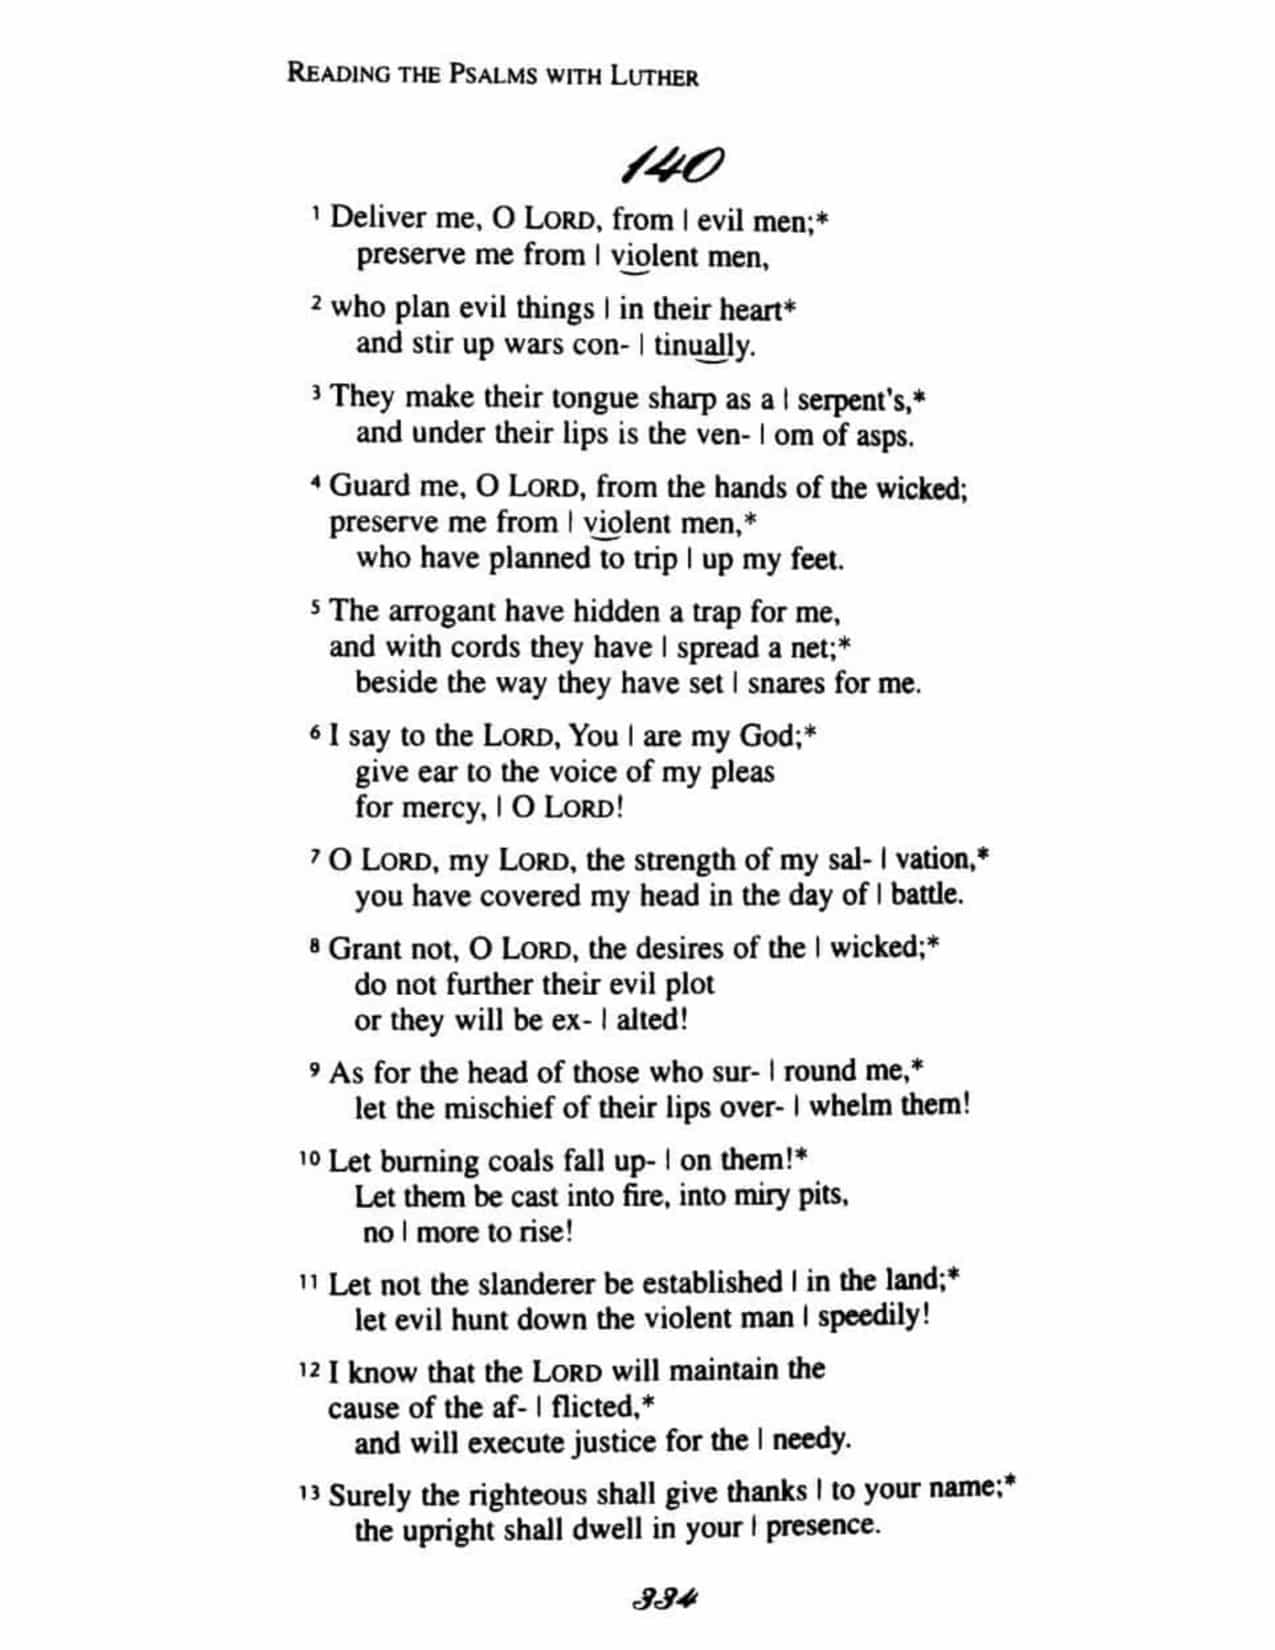 READING THE PSALMS WITH LUTHER
140
1 Deliver me, O LORD, from | evil men;*
preserve me from | violent men,
2 who plan evil things | in their heart*
and stir up wars con- | tinually.
3 They make their tongue sharp as a | serpent's,*
and under their lips is the ven- | om of asps.
4 Guard me, O LORD, from the hands of the wicked;
preserve me from | violent men,*
who have planned to trip | up my feet.
5 The arrogant have hidden a trap for me,
and with cords they have | spread a net;*
beside the way they have set | snares for me.
6 I say to the LORD, You | are my God;*
give ear to the voice of my pleas
for mercy, | O LORD!
7 O LORD, my LORD, the strength of my sal- | vation,*
you have covered my head in the day of | battle.
8 Grant not, O LORD, the desires of the | wicked;*
do not further their evil plot
or they will be ex- | alted!
9 As for the head of those who sur- | round me,*
let the mischief of their lips over- | whelm them!
10 Let burning coals fall up- | on them!*
Let them be cast into fire, into miry pits,
no | more to rise!
11 Let not the slanderer be established | in the land;*
let evil hunt down the violent man | speedily!
12 I know that the LORD will maintain the
cause of the af- | flicted,*
and will execute justice for the | needy.
13 Surely the righteous shall give thanks | to your name;*
the upright shall dwell in your | presence.
334